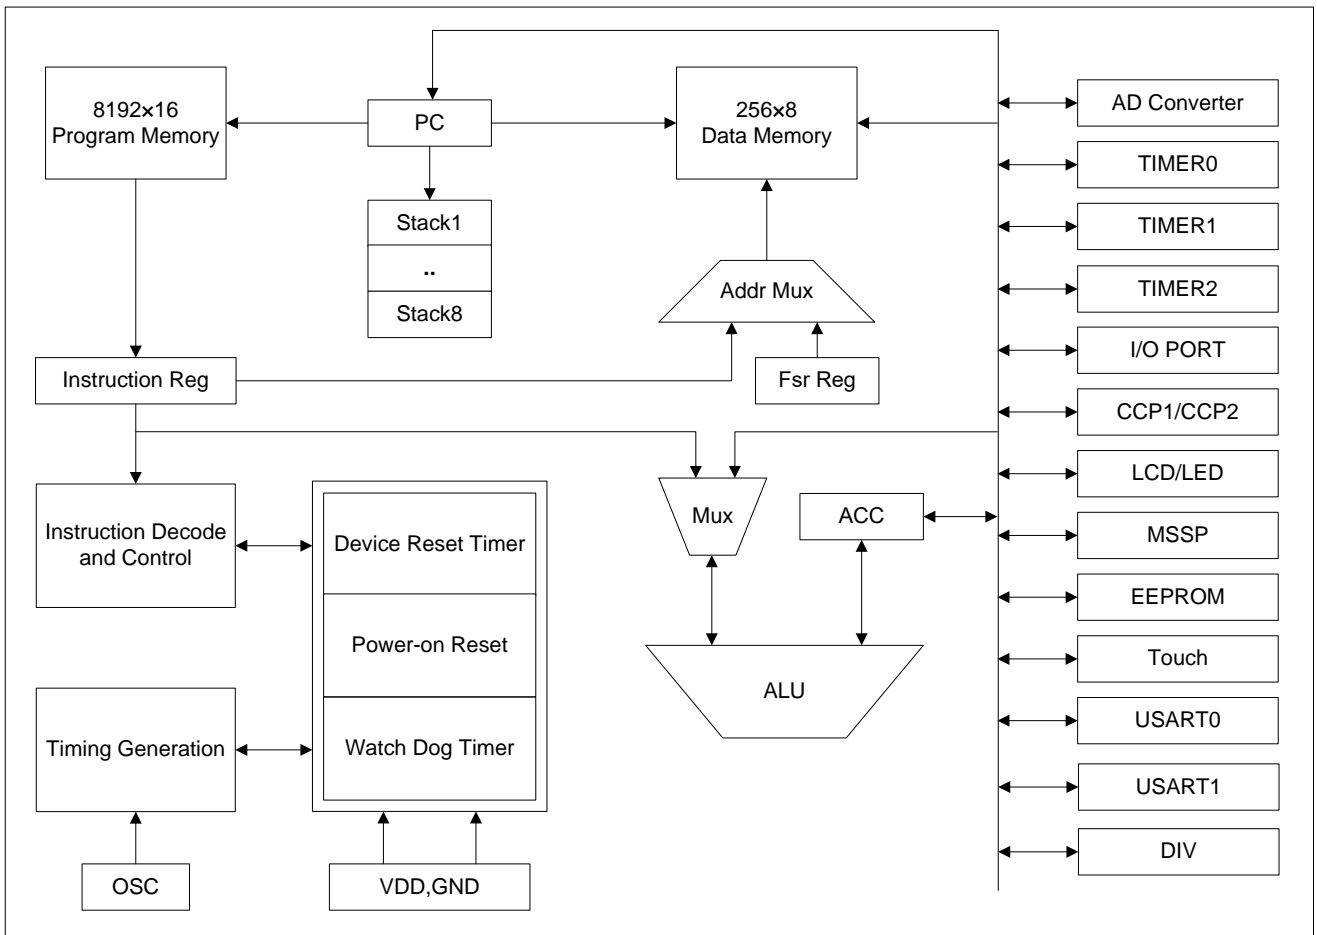 8192×16
Program Memory
PC
256×8
Data Memory
Stack1
..
Stack8
Addr Mux
Instruction Reg
Fsr Reg
Instruction Decode
and Control
Device Reset Timer
Power-on Reset
Watch Dog Timer
Timing Generation
OSC
VDD,GND
Mux
ACC
ALU
AD Converter
TIMER0
TIMER1
TIMER2
I/O PORT
CCP1/CCP2
LCD/LED
MSSP
EEPROM
Touch
USART0
USART1
DIV